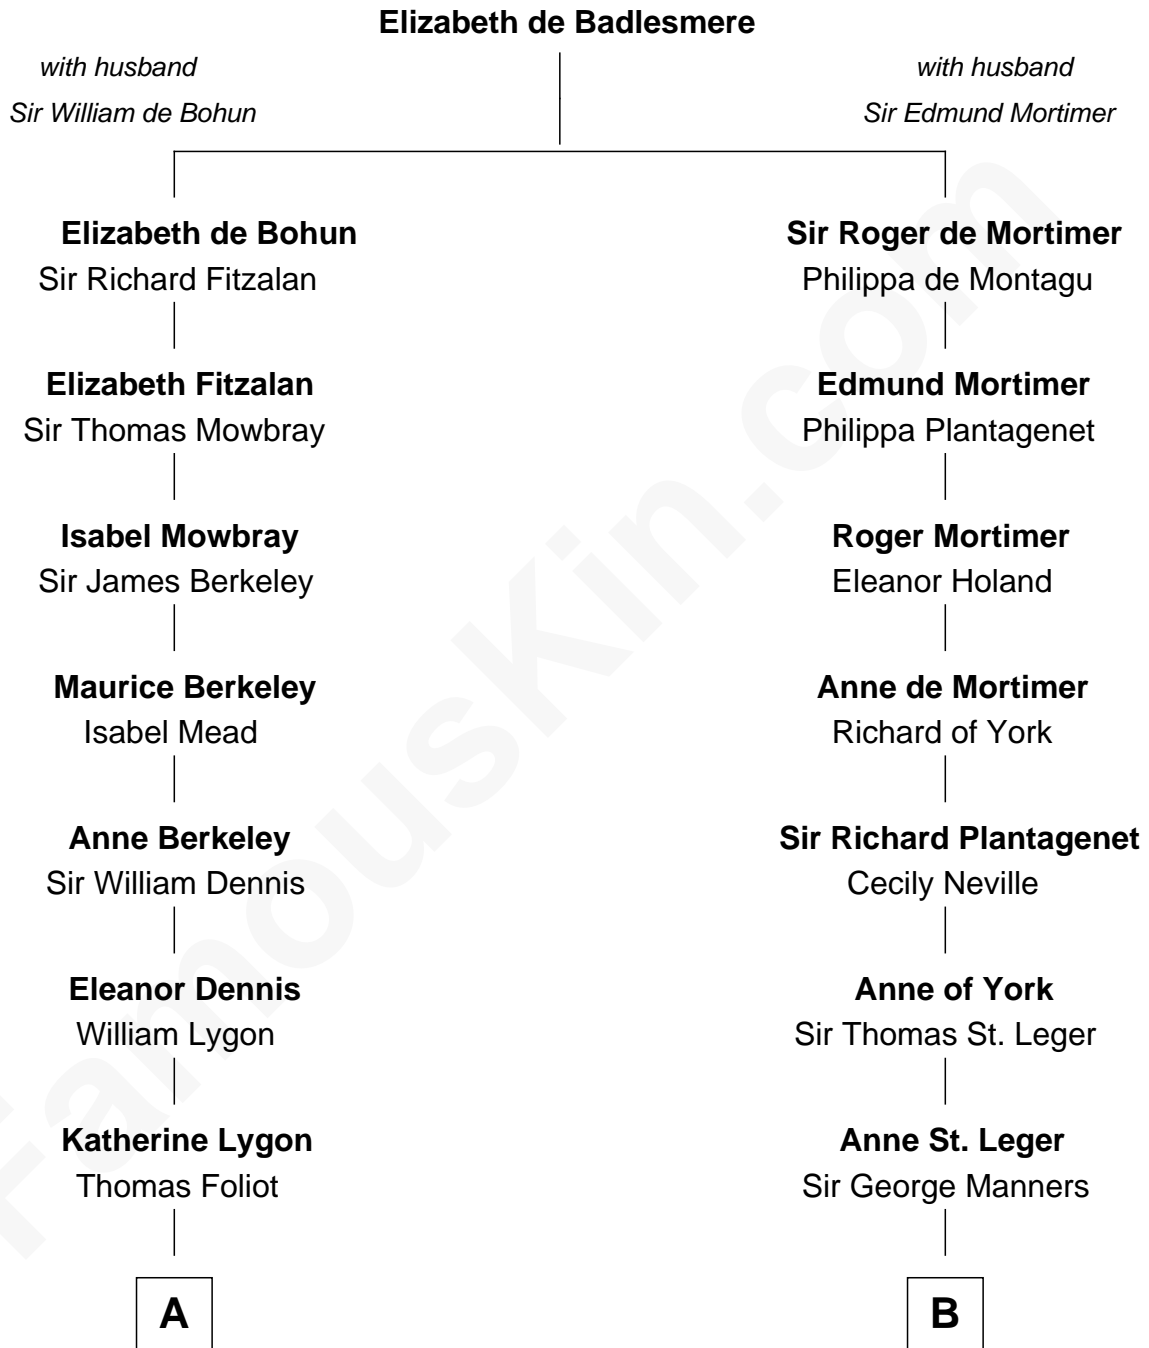 Elizabeth de Badlesmere
with husband
Sir William de Bohun
with husband
Sir Edmund Mortimer
Elizabeth de Bohun
Sir Richard Fitzalan
Sir Roger de Mortimer
Philippa de Montagu
Elizabeth Fitzalan
Sir Thomas Mowbray
Edmund Mortimer
Philippa Plantagenet
Isabel Mowbray
Sir James Berkeley
Roger Mortimer
Eleanor Holand
Maurice Berkeley
Isabel Mead
Anne de Mortimer
Richard of York
Anne Berkeley
Sir William Dennis
Sir Richard Plantagenet
Cecily Neville
Eleanor Dennis
William Lygon
Anne of York
Sir Thomas St. Leger
Katherine Lygon
Thomas Foliot
Anne St. Leger
Sir George Manners
A
B
FamousKin.com